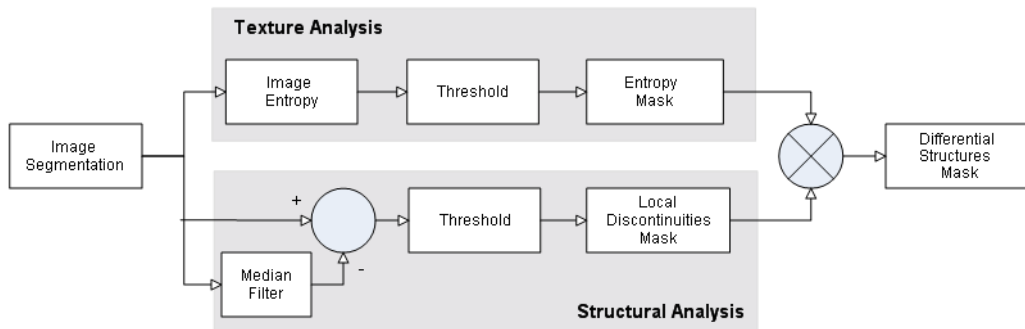 Texture Analysis
Image
Entropy
Threshold
Entropy
Mask
Image
Segmentation
Differential
Structures
Mask
+
Threshold
Local
Discontinuities
Mask
-
Median
Filter
Structural Analysis